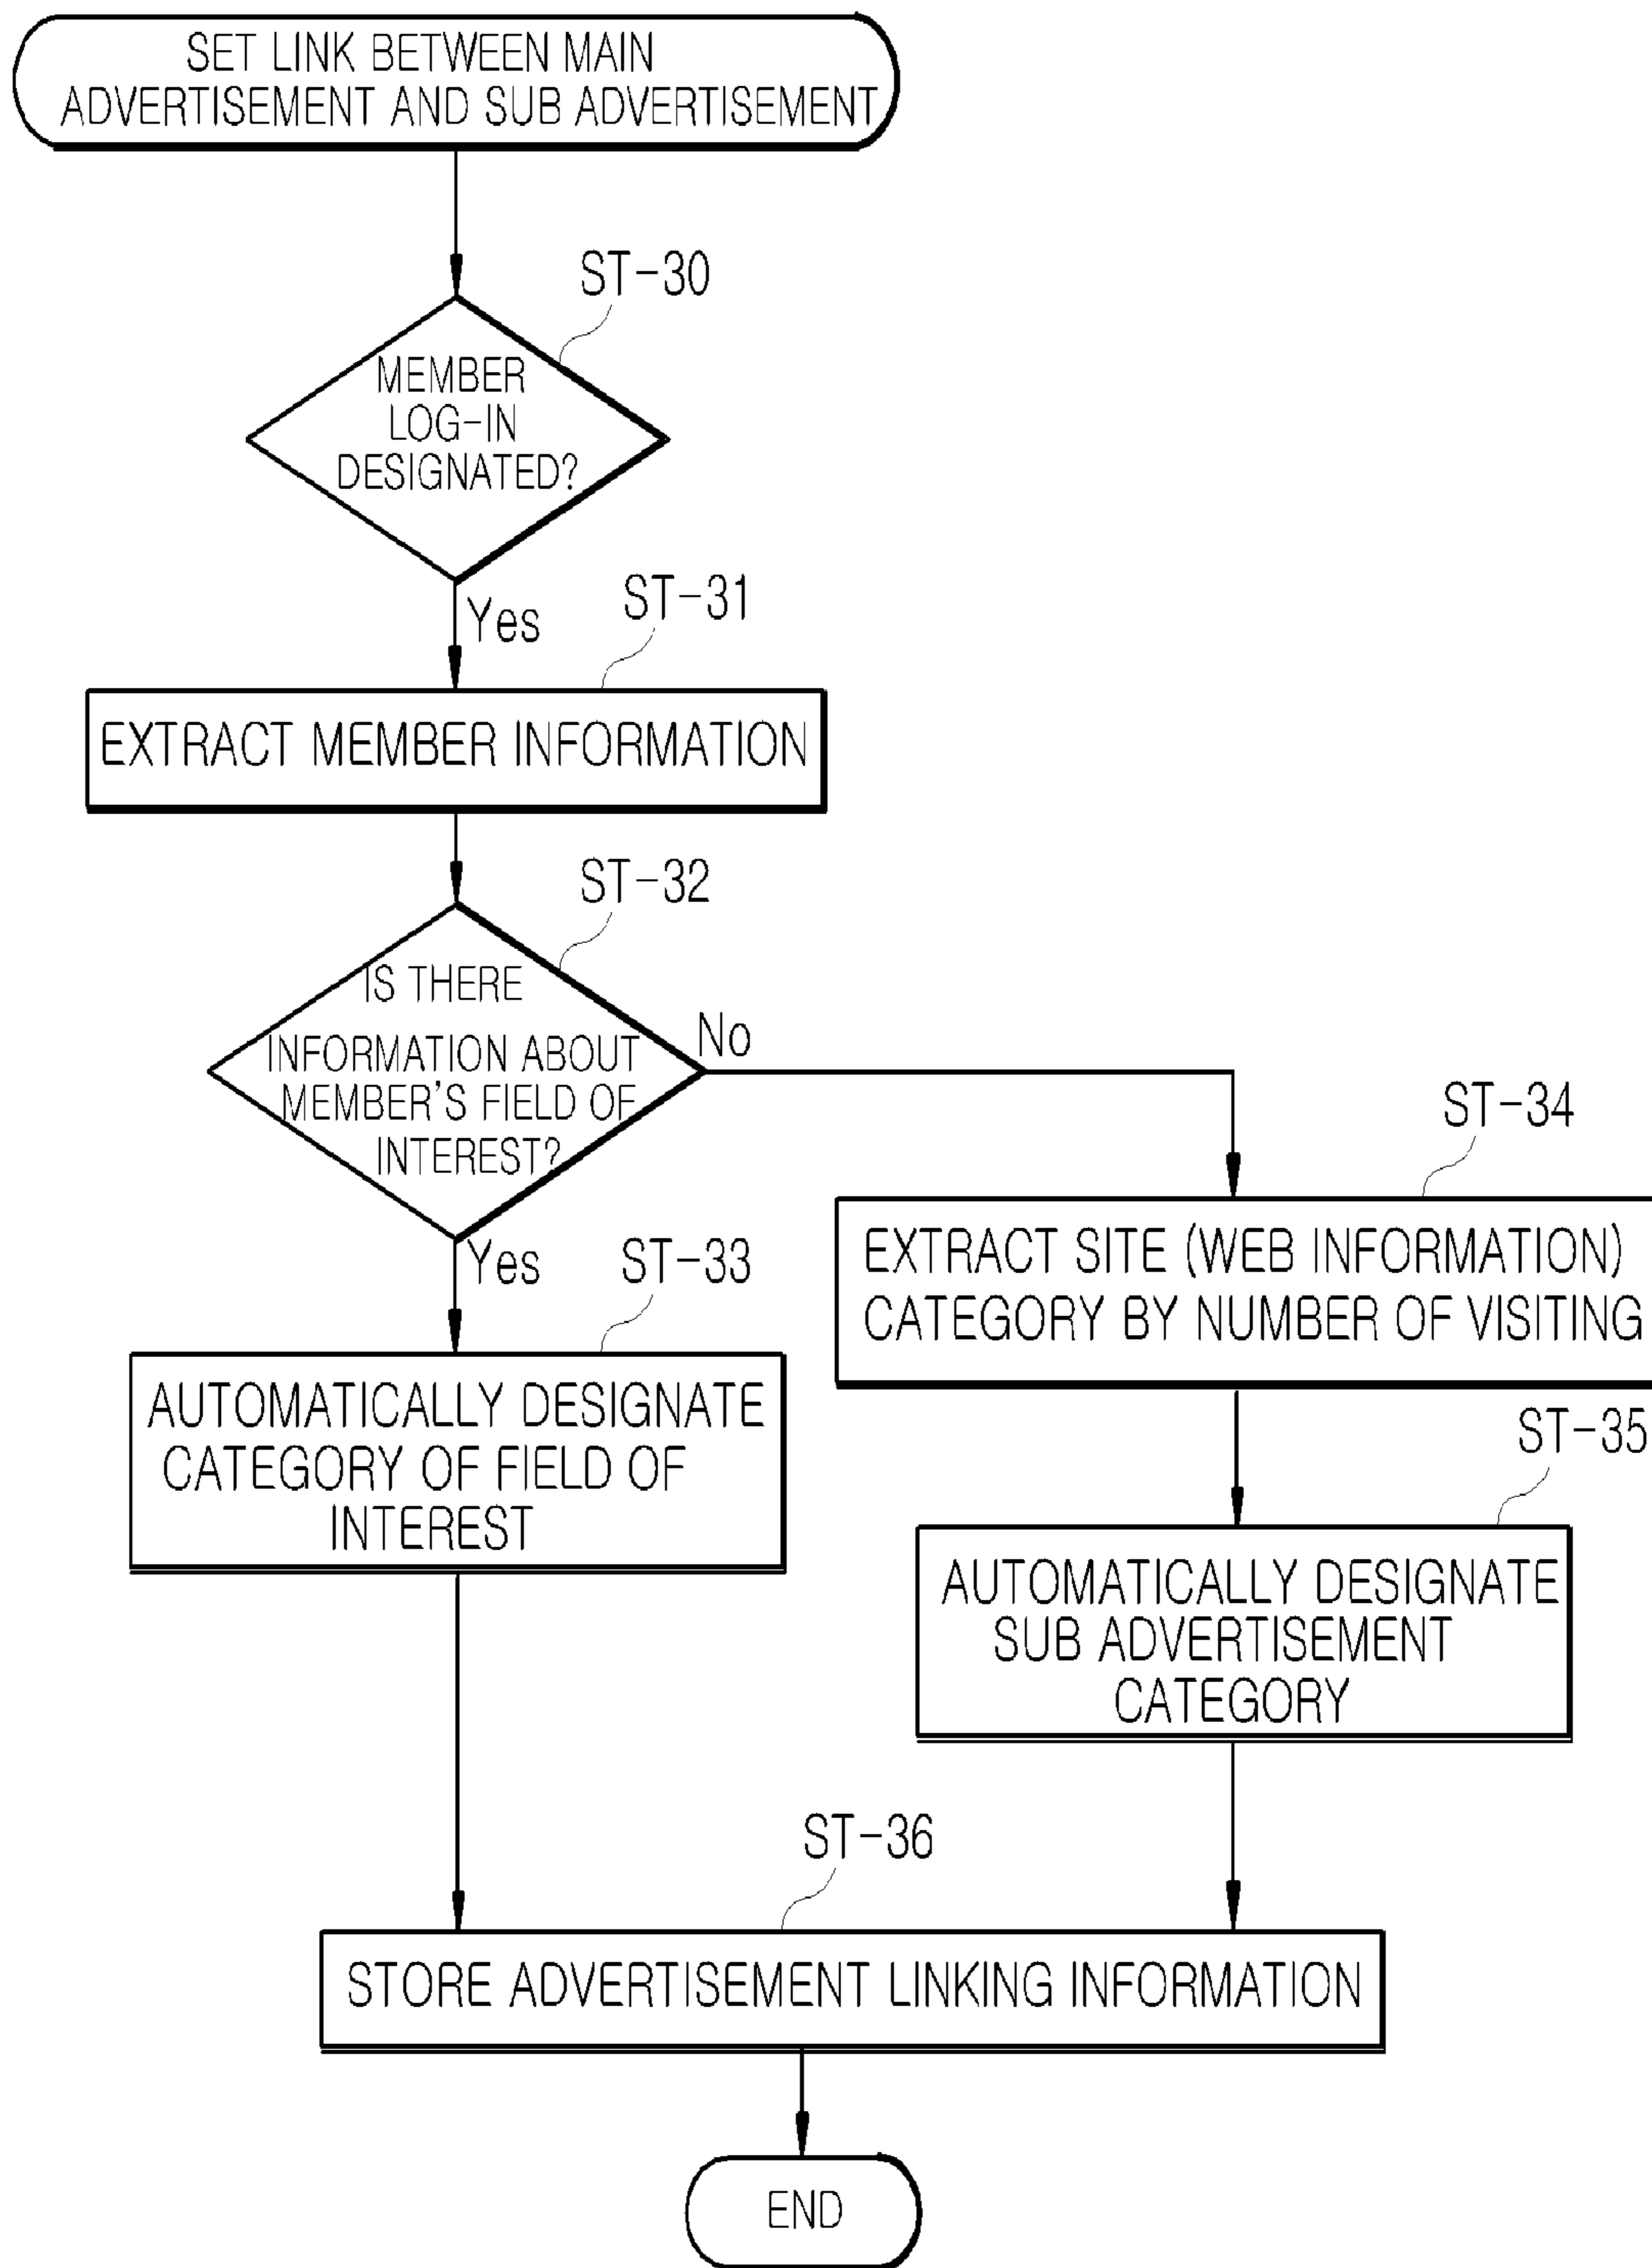 SET LINK BETWEEN MAIN
ADVERTISEMENT AND SUB ADVERTISEMENT
ST-30
MEMBER
LOG-IN
DESIGNATED?
Yes
ST-31
EXTRACT MEMBER INFORMATION
ST-32
IS THERE
INFORMATION ABOUT
MEMBER'S FIELD OF
INTEREST?
No
Yes
ST-33
AUTOMATICALLY DESIGNATE
CATEGORY OF FIELD OF
INTEREST
ST-34
EXTRACT SITE (WEB INFORMATION)
CATEGORY BY NUMBER OF VISITING
ST-35
AUTOMATICALLY DESIGNATE
SUB ADVERTISEMENT
CATEGORY
ST-36
STORE ADVERTISEMENT LINKING INFORMATION
END